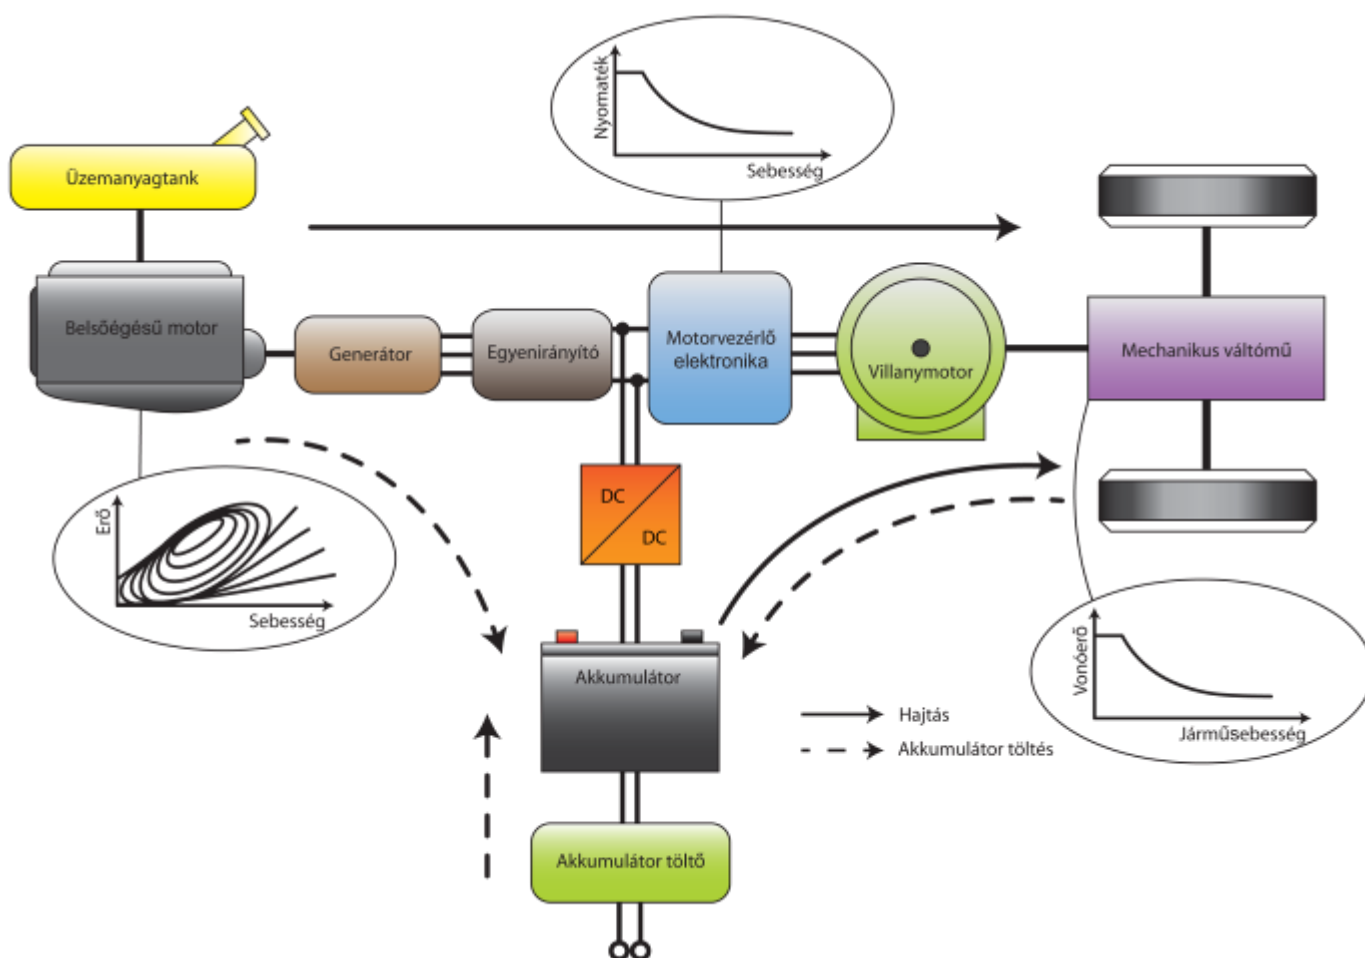 Nyomaték
Sebesség
Üzemanyagtank
Belsőégésű motor
Generátor
Egyenirányító
Motorvezérlő
elektronika
Villanymotor
Mechanikus váltómű
Erő
Sebesség
DC
DC
Akkumulátor
Hajtás
Akkumulátor töltés
Vonóerő
Járműsebesség
Akkumulátor töltő